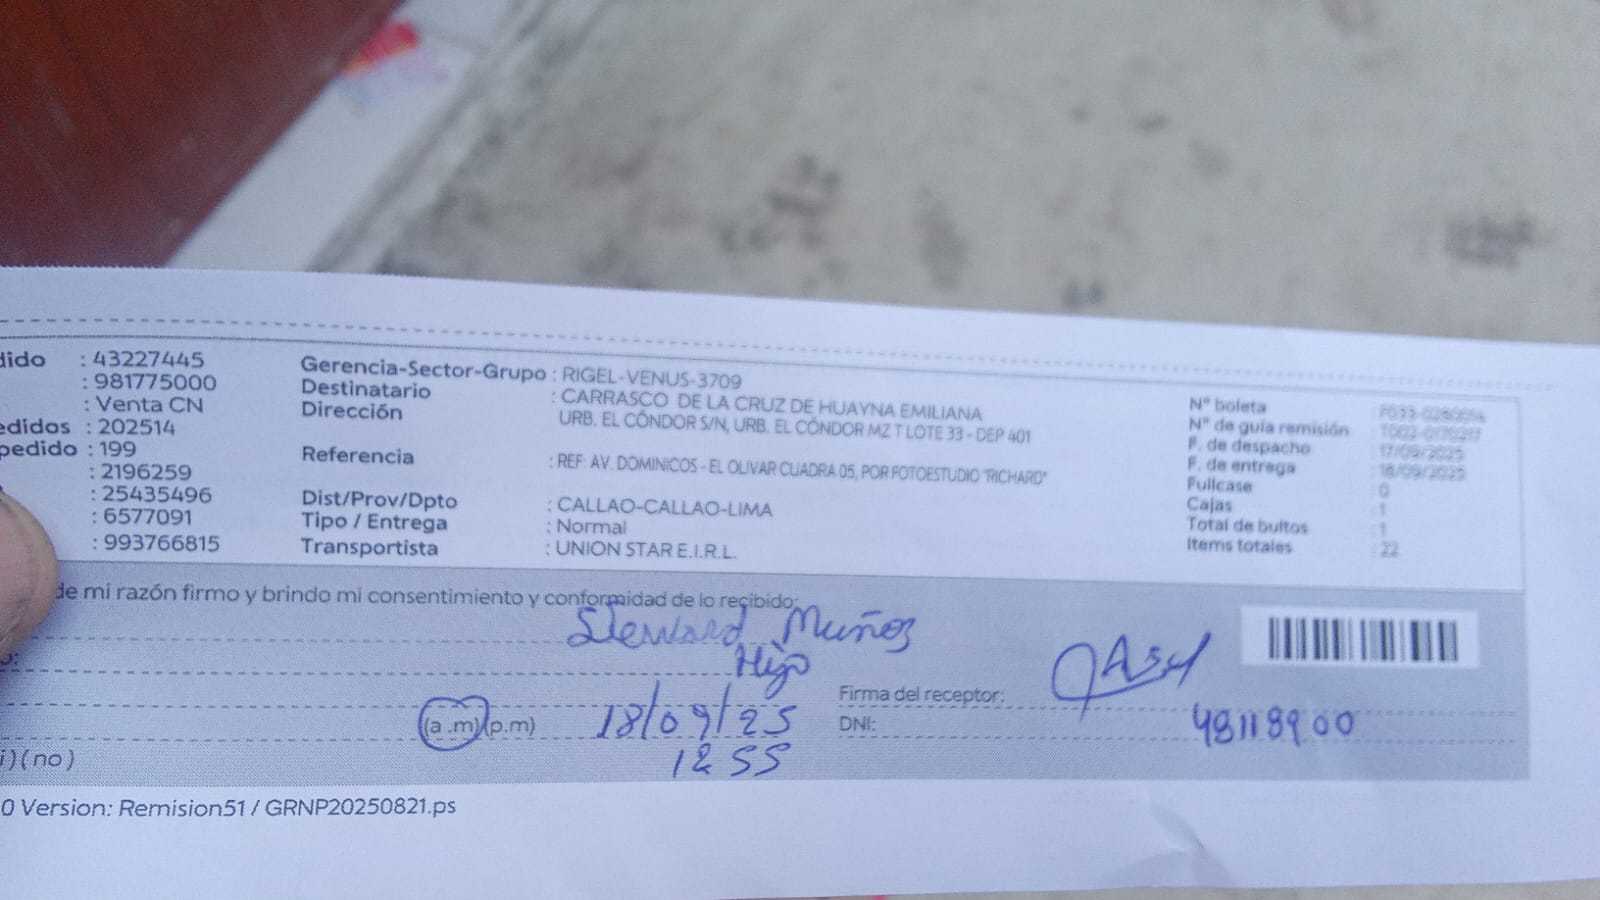 dido : 43227445
: 981775000
: Venta CN
edidos : 202514
pedido : 199
: 2196259
: 25435496
: 6577091
: 993766815
Gerencia-Sector-Grupo : RIGEL-VENUS-3709
Destinatario : CARRASCO DE LA CRUZ DE HUAYNA EMILIANA
Dirección URB. EL CÓNDOR S/N, URB. EL CÓNDOR MZ T LOTE 33 - DEP 401
Referencia : REF: AV. DOMINICOS - EL OLIVAR CUADRA 05, POR FOTOESTUDIO "RICHARD"
Dist/Prov/Dpto : CALLAO-CALLAO-LIMA
Tipo / Entrega : Normal
Transportista : UNION STAR E.I.R.L.
N° boleta
N° de guía remisión
F. de despacho : 17/09/2025
F. de entrega : 18/09/2025
Fullcase : 0
Cajas : 1
Total de bultos : 1
Items totales : 22
de mi razón firmo y brindo mi consentimiento y conformidad de lo recibido:
Muñoz
Hijo
o:
Firma del receptor:
(a .m)(p.m) 18/09/25
DNI: 48118900
12 55
i ) ( no )
0 Version: Remision51 / GRNP20250821.ps